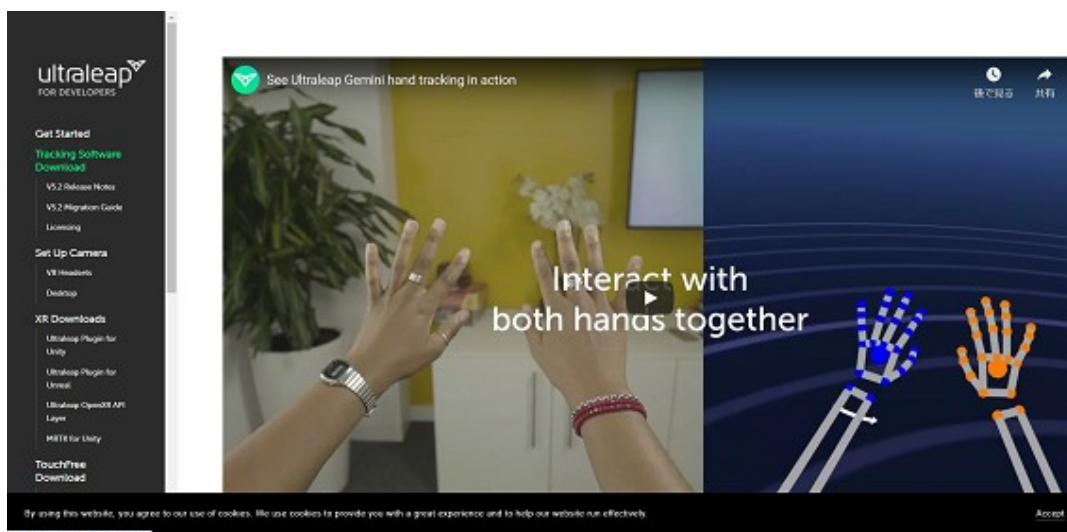 ultraleap
FOR DEVELOPERS
Get Started
Tracking Software
Download
V5.2 Release Notes
V5.2 Migration Guide
Licensing
Set Up Camera
VR Headsets
Desktop
XR Downloads
Ultraleap Plugin for
Unity
Ultraleap Plugin for
Unreal
Ultraleap OpenXR API
Layer
MRTK for Unity
TouchFree
Download
See Ultraleap Gemini hand tracking in action
後で見る
共有
Interact with
both hands together
By using this website, you agree to our use of cookies. We use cookies to provide you with a great experience and to help our website run effectively.
Accept